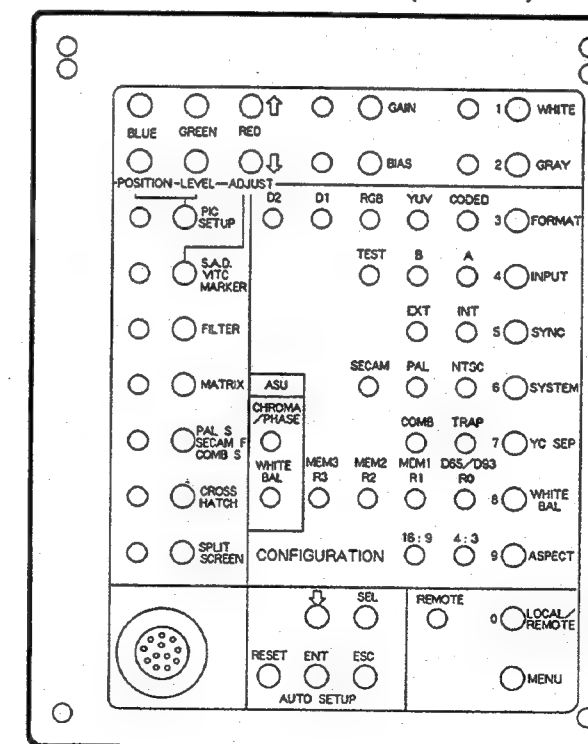 GAIN 1 WHITE
BLUE GREEN RED
BIAS 2 GRAY
POSITION LEVEL ADJUST
D2 D1 RGB YUV CODED
PIC
SETUP
3 FORMAT
TEST B A
S.A.D.
VITC
MARKER
4 INPUT
EXT INT
FILTER
5 SYNC
SECAM PAL NTSC
MATRIX
ASU
6 SYSTEM
CHROMA
/PHASE
COMB TRAP
PAL S
SECAM F
COMB S
7 YC SEP
WHITE
BAL
MEM3
R3
MEM2
R2
MEM1
R1
D65/D93
R0
CROSS
HATCH
8 WHITE
BAL
16:9 4:3
SPLIT
SCREEN
CONFIGURATION
9 ASPECT
SEL REMOTE
0 LOCAL/
REMOTE
RESET ENT ESC
MENU
AUTO SETUP